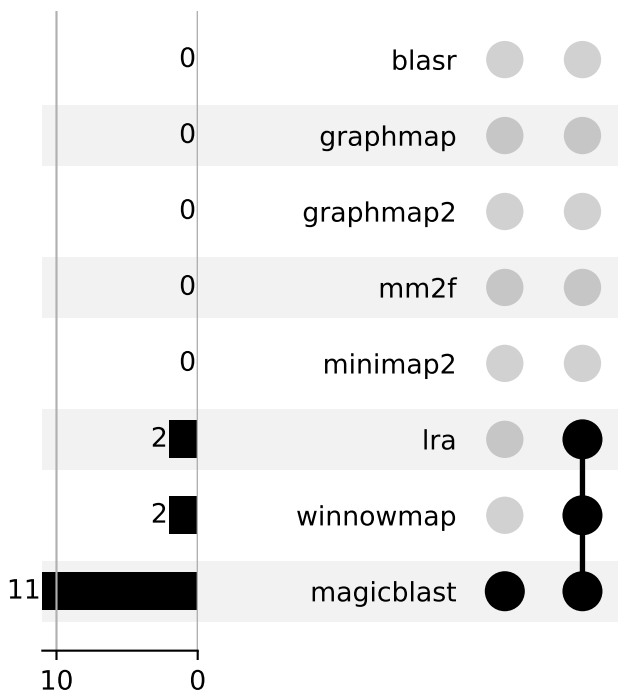 0 blasr
0 graphmap
0 graphmap2
0 mm2f
0 minimap2
2 lra
2 winnowmap
11 magicblast
10 0